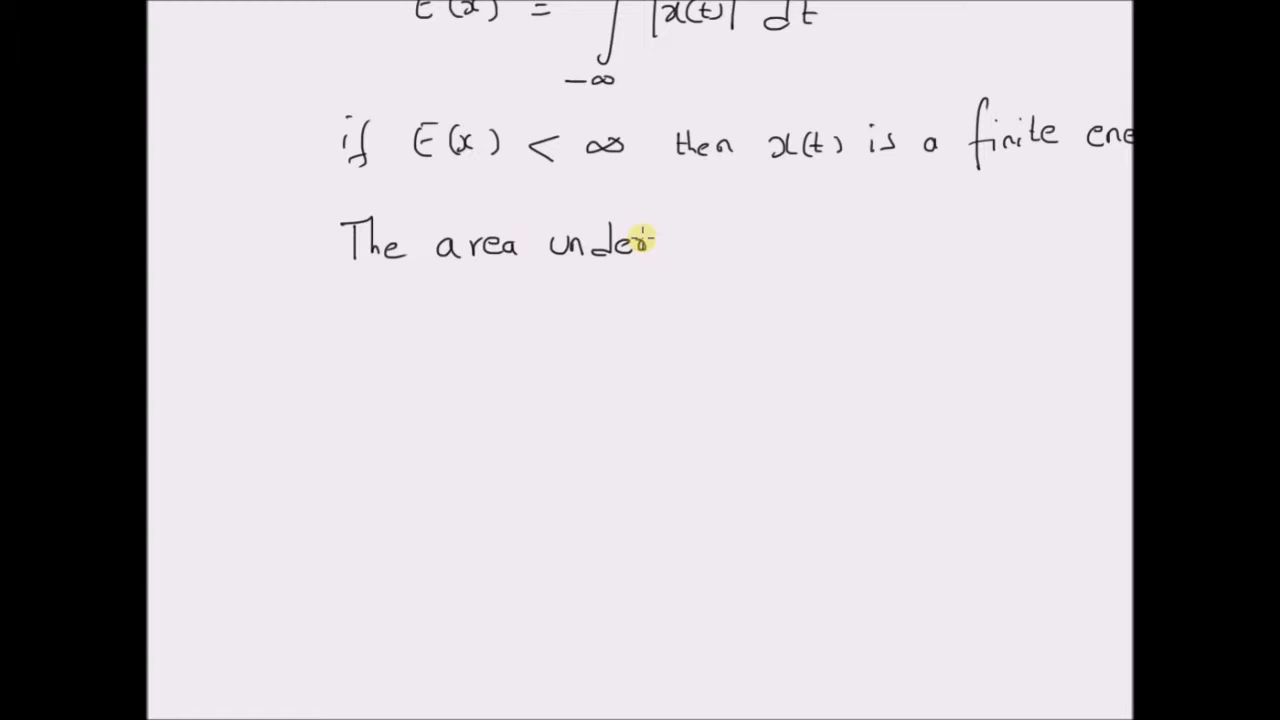 E(x) = ∫ |x(t)| dt
-∞
if E(x) < ∞ then x(t) is a finite ene
The area under